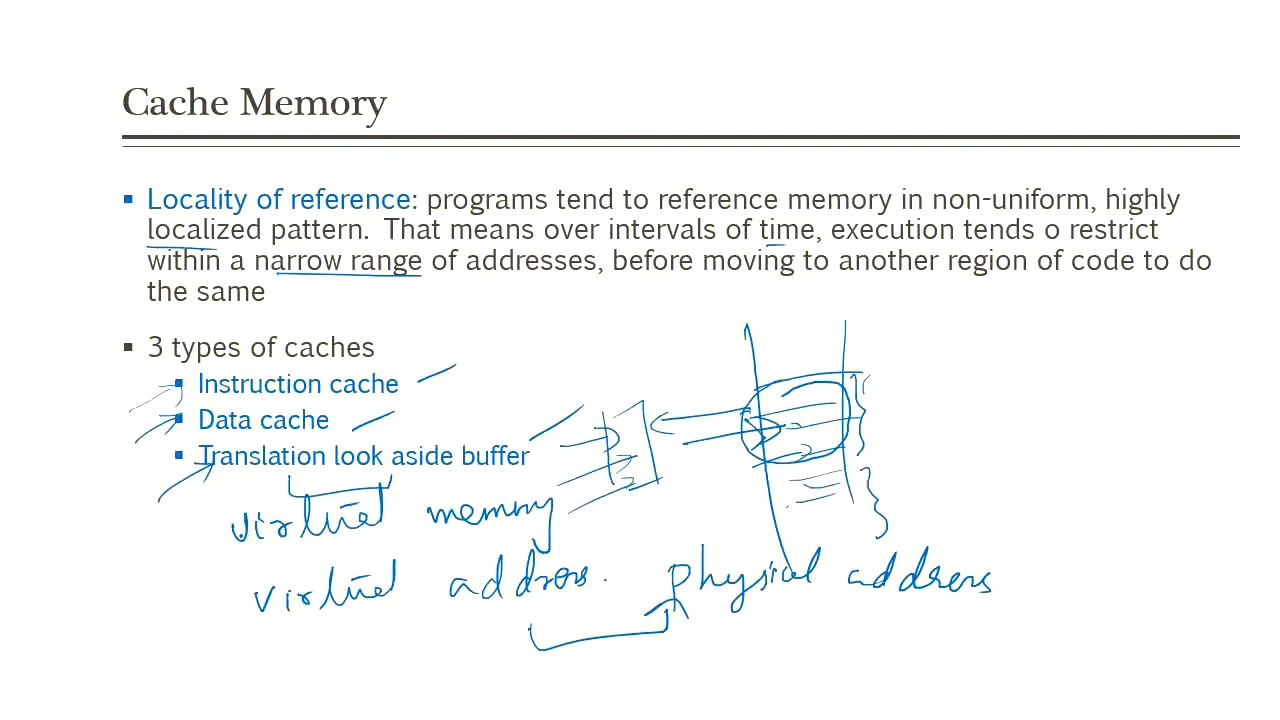 Cache Memory
Locality of reference: programs tend to reference memory in non-uniform, highly
localized pattern. That means over intervals of time, execution tends o restrict
within a narrow range of addresses, before moving to another region of code to do
the same
3 types of caches
Instruction cache
Data cache
Translation look aside buffer
virtual memory
virtual address. physical address